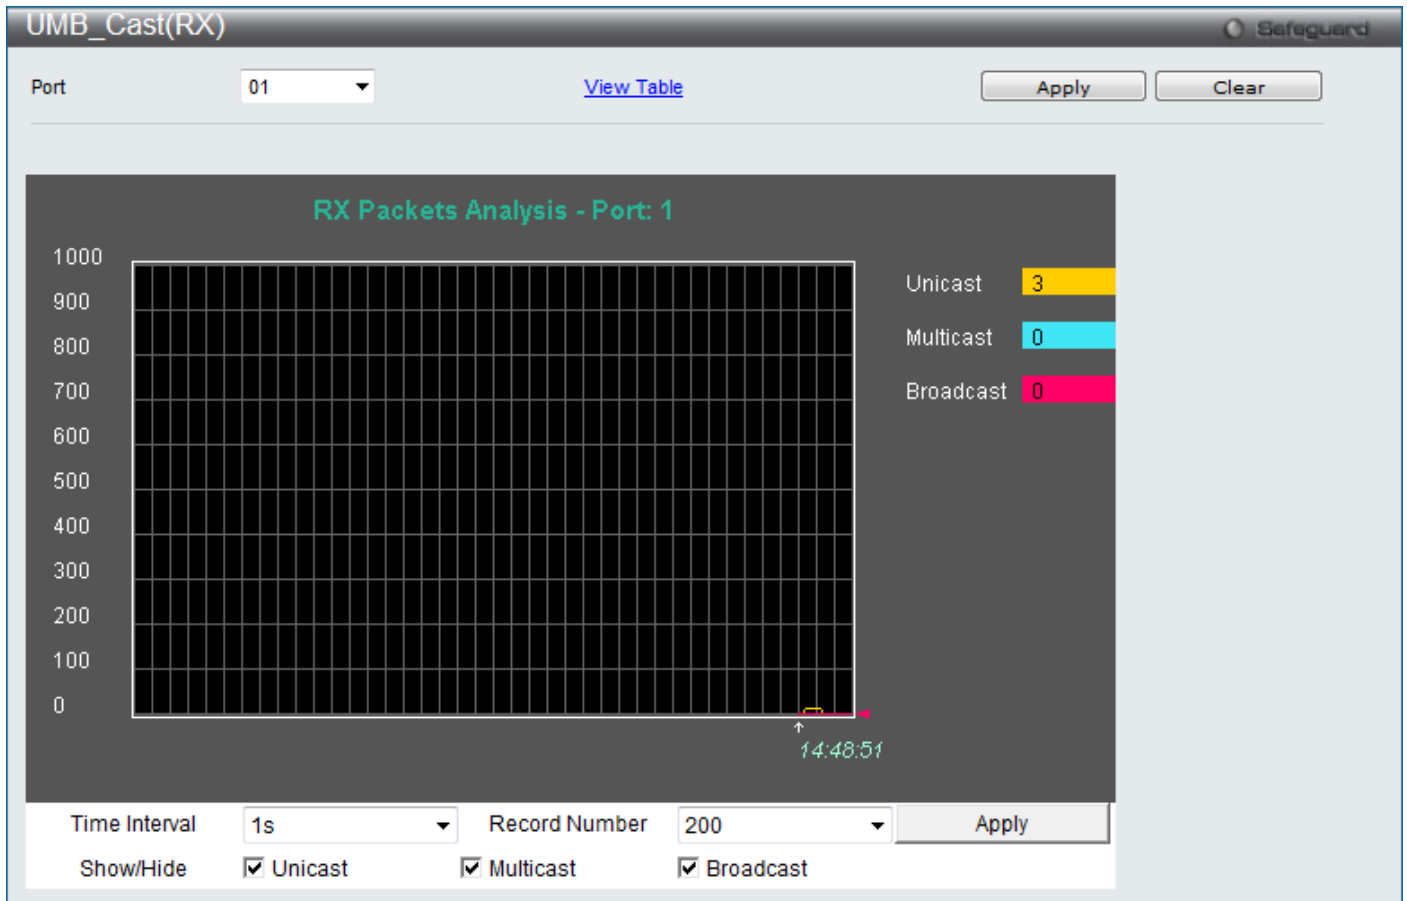 UMB_Cast(RX)
Safeguard
Port 01 View Table Apply Clear
RX Packets Analysis - Port: 1
1000
900
800
700
600
500
400
300
200
100
0
Unicast 3
Multicast 0
Broadcast 0
14:48:51
Time Interval 1s Record Number 200 Apply
Show/Hide Unicast Multicast Broadcast